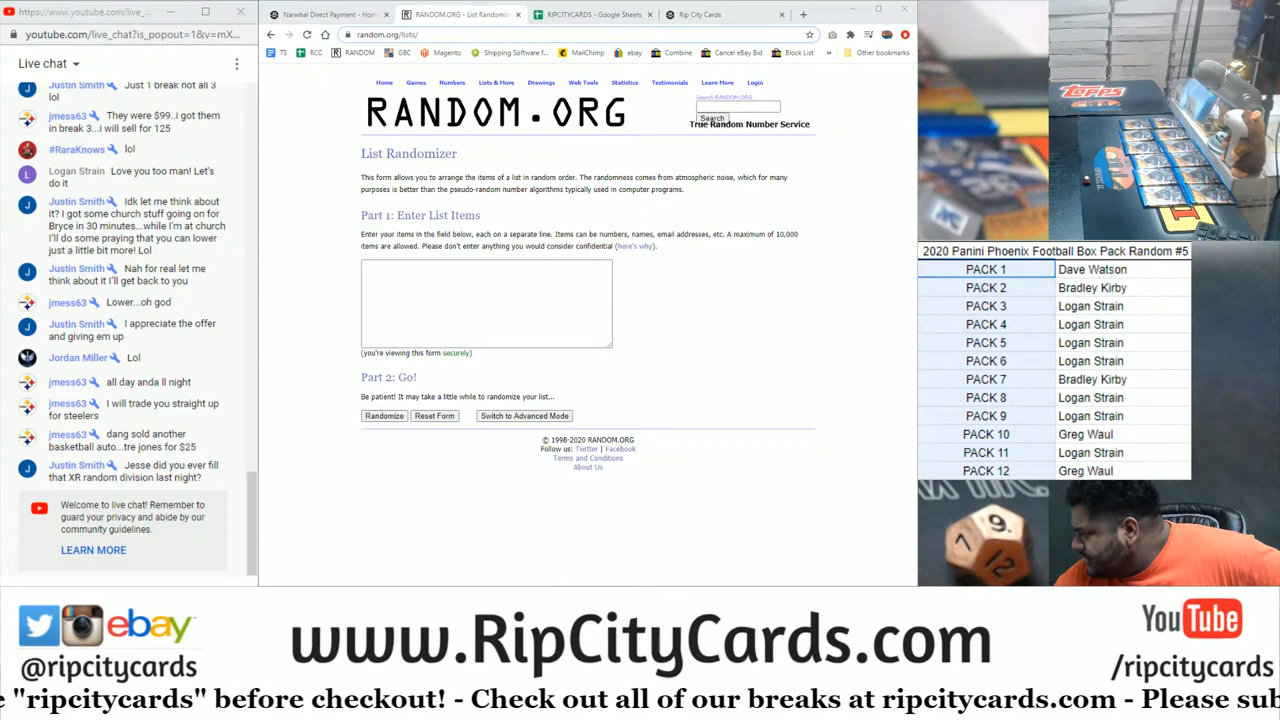 https://www.youtube.com/live_...
youtube.com/live_chat?is_popout=1&v=mX...
Live chat
Justin Smith Just 1 break not all 3
lol
jmess63 They were $99..i got them
in break 3...i will sell for 125
#RaraKnows lol
Logan Strain Love you too man! Let's
do it
Justin Smith Idk let me think about
it? I got some church stuff going on for
Bryce in 30 minutes...while I'm at church
I'll do some praying that you can lower
just a little bit more! Lol
Justin Smith Nah for real let me
think about it I'll get back to you
jmess63 Lower...oh god
Justin Smith I appreciate the offer
and giving em up
Jordan Miller Lol
jmess63 all day anda ll night
jmess63 I will trade you straight up
for steelers
jmess63 dang sold another
basketball auto...tre jones for $25
Justin Smith Jesse did you ever fill
that XR random division last night?
Welcome to live chat! Remember to
guard your privacy and abide by our
community guidelines.
LEARN MORE
Narwhal Direct Payment - Hom
RANDOM.ORG - List Randomize
RIPCITYCARDS - Google Sheets
Rip City Cards
random.org/lists/
TS RCC RANDOM GBC Magento Shipping Software f... MailChimp ebay Combine Cancel eBay Bid Block List » Other bookmarks
Home Games Numbers Lists & More Drawings Web Tools Statistics Testimonials Learn More Login
Search RANDOM.ORG
Search
RANDOM.ORG
True Random Number Service
List Randomizer
This form allows you to arrange the items of a list in random order. The randomness comes from atmospheric noise, which for many
purposes is better than the pseudo-random number algorithms typically used in computer programs.
Part 1: Enter List Items
Enter your items in the field below, each on a separate line. Items can be numbers, names, email addresses, etc. A maximum of 10,000
items are allowed. Please don't enter anything you would consider confidential (here's why).
(you're viewing this form securely)
Part 2: Go!
Be patient! It may take a little while to randomize your list...
Randomize Reset Form Switch to Advanced Mode
© 1998-2020 RANDOM.ORG
Follow us: Twitter | Facebook
Terms and Conditions
About Us
Topps
2020 Panini Phoenix Football Box Pack Random #5
PACK 1 Dave Watson
PACK 2 Bradley Kirby
PACK 3 Logan Strain
PACK 4 Logan Strain
PACK 5 Logan Strain
PACK 6 Logan Strain
PACK 7 Bradley Kirby
PACK 8 Logan Strain
PACK 9 Logan Strain
PACK 10 Greg Waul
PACK 11 Logan Strain
PACK 12 Greg Waul
7 9. 12
ebay
@ripcitycards
www.RipCityCards.com
YouTube
/ripcitycards
e "ripcitycards" before checkout! - Check out all of our breaks at ripcitycards.com - Please sub